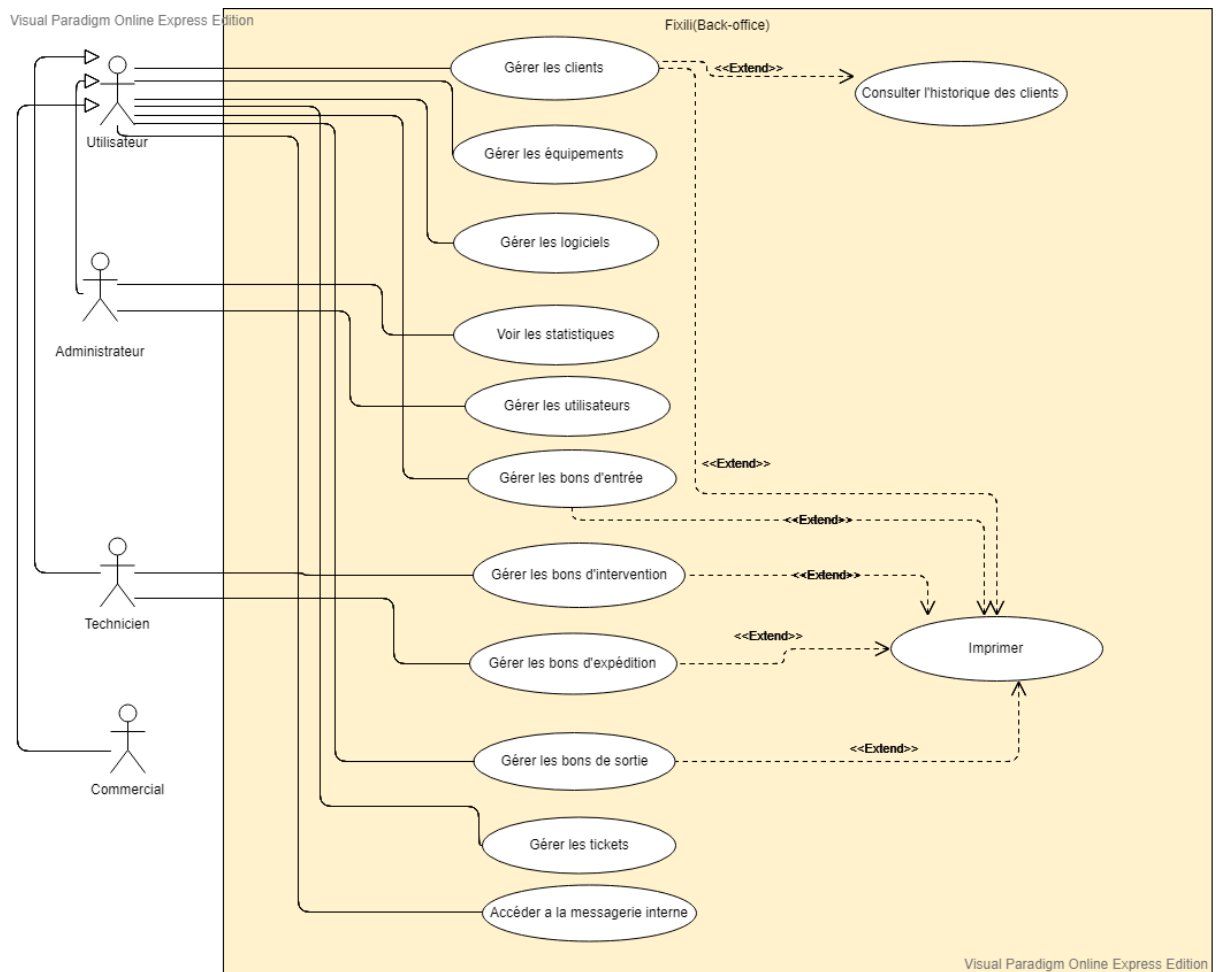 Visual Paradigm Online Express Edition
Fixili(Back-office)
Gérer les clients
<<Extend>>
Consulter l'historique des clients
Utilisateur
Gérer les équipements
Gérer les logiciels
Administrateur
Voir les statistiques
Gérer les utilisateurs
<<Extend>>
Gérer les bons d'entrée
<<Extend>>
Technicien
Gérer les bons d'intervention
<<Extend>>
<<Extend>>
Imprimer
Gérer les bons d'expédition
Commercial
Gérer les bons de sortie
<<Extend>>
Gérer les tickets
Accéder a la messagerie interne
Visual Paradigm Online Express Edition